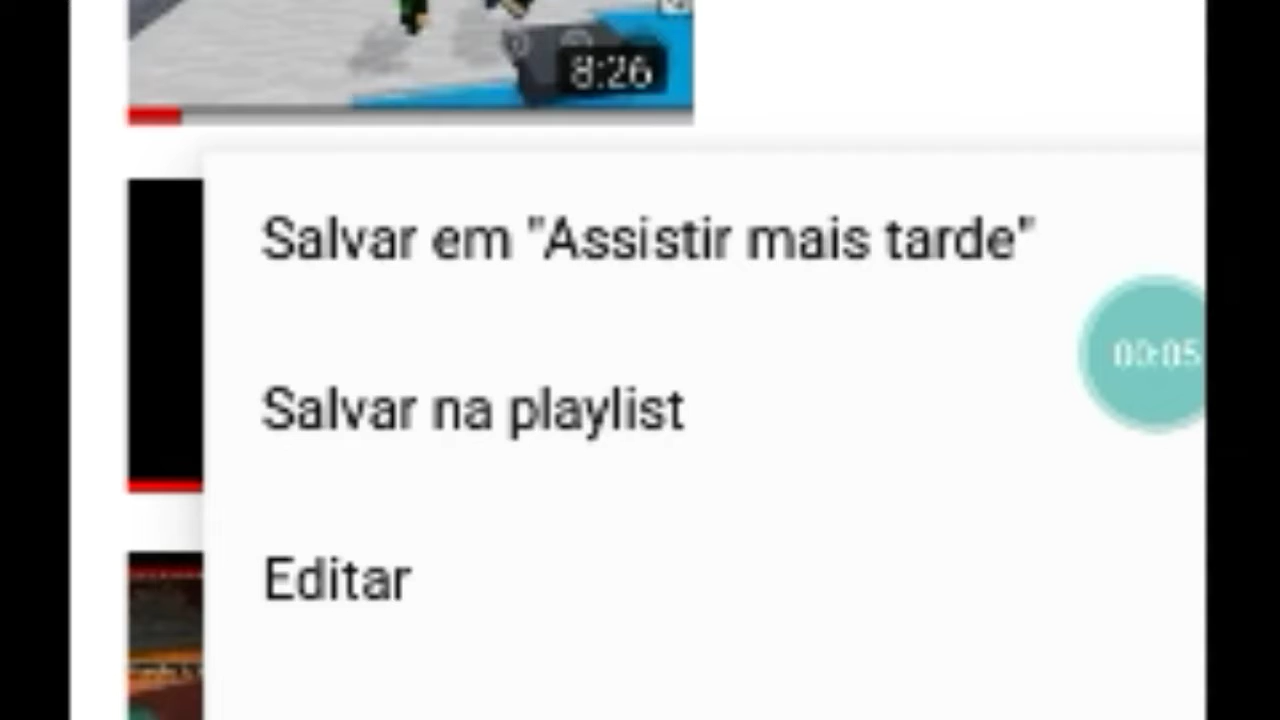 8:26
Salvar em "Assistir mais tarde"
00:05
Salvar na playlist
Editar